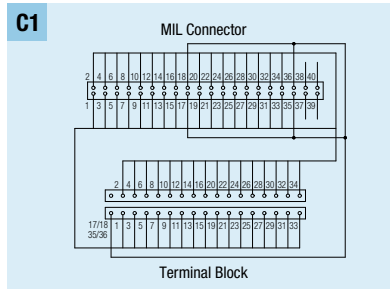 C1
MIL Connector
2 4 6 8 10 12 14 16 18 20 22 24 26 28 30 32 34 36 38 40
1 3 5 7 9 11 13 15 17 19 21 23 25 27 29 31 33 35 37 39
2 4 6 8 10 12 14 16 20 22 24 26 28 30 32 34
17/18
35/36
1 3 5 7 9 11 13 15 19 21 23 25 27 29 31 33
Terminal Block